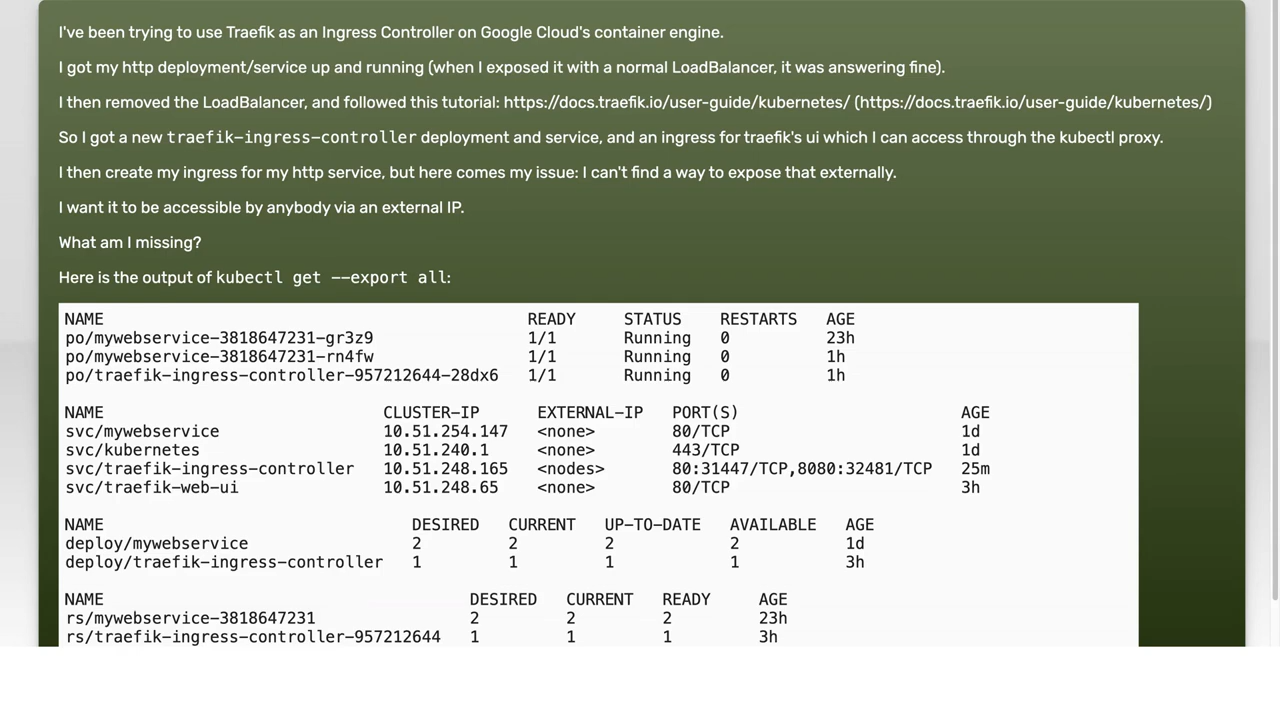 I've been trying to use Traefik as an Ingress Controller on Google Cloud's container engine.
I got my http deployment/service up and running (when I exposed it with a normal LoadBalancer, it was answering fine).
I then removed the LoadBalancer, and followed this tutorial: https://docs.traefik.io/user-guide/kubernetes/ (https://docs.traefik.io/user-guide/kubernetes/)
So I got a new traefik-ingress-controller deployment and service, and an ingress for traefik's ui which I can access through the kubectl proxy.
I then create my ingress for my http service, but here comes my issue: I can't find a way to expose that externally.
I want it to be accessible by anybody via an external IP.
What am I missing?
Here is the output of kubectl get --export all:
NAME READY STATUS RESTARTS AGE
po/mywebservice-3818647231-gr3z9 1/1 Running 0 23h
po/mywebservice-3818647231-rn4fw 1/1 Running 0 1h
po/traefik-ingress-controller-957212644-28dx6 1/1 Running 0 1h
NAME CLUSTER-IP EXTERNAL-IP PORT(S) AGE
svc/mywebservice 10.51.254.147 <none> 80/TCP 1d
svc/kubernetes 10.51.240.1 <none> 443/TCP 1d
svc/traefik-ingress-controller 10.51.248.165 <nodes> 80:31447/TCP,8080:32481/TCP 25m
svc/traefik-web-ui 10.51.248.65 <none> 80/TCP 3h
NAME DESIRED CURRENT UP-TO-DATE AVAILABLE AGE
deploy/mywebservice 2 2 2 2 1d
deploy/traefik-ingress-controller 1 1 1 1 3h
NAME DESIRED CURRENT READY AGE
rs/mywebservice-3818647231 2 2 2 23h
rs/traefik-ingress-controller-957212644 1 1 1 3h